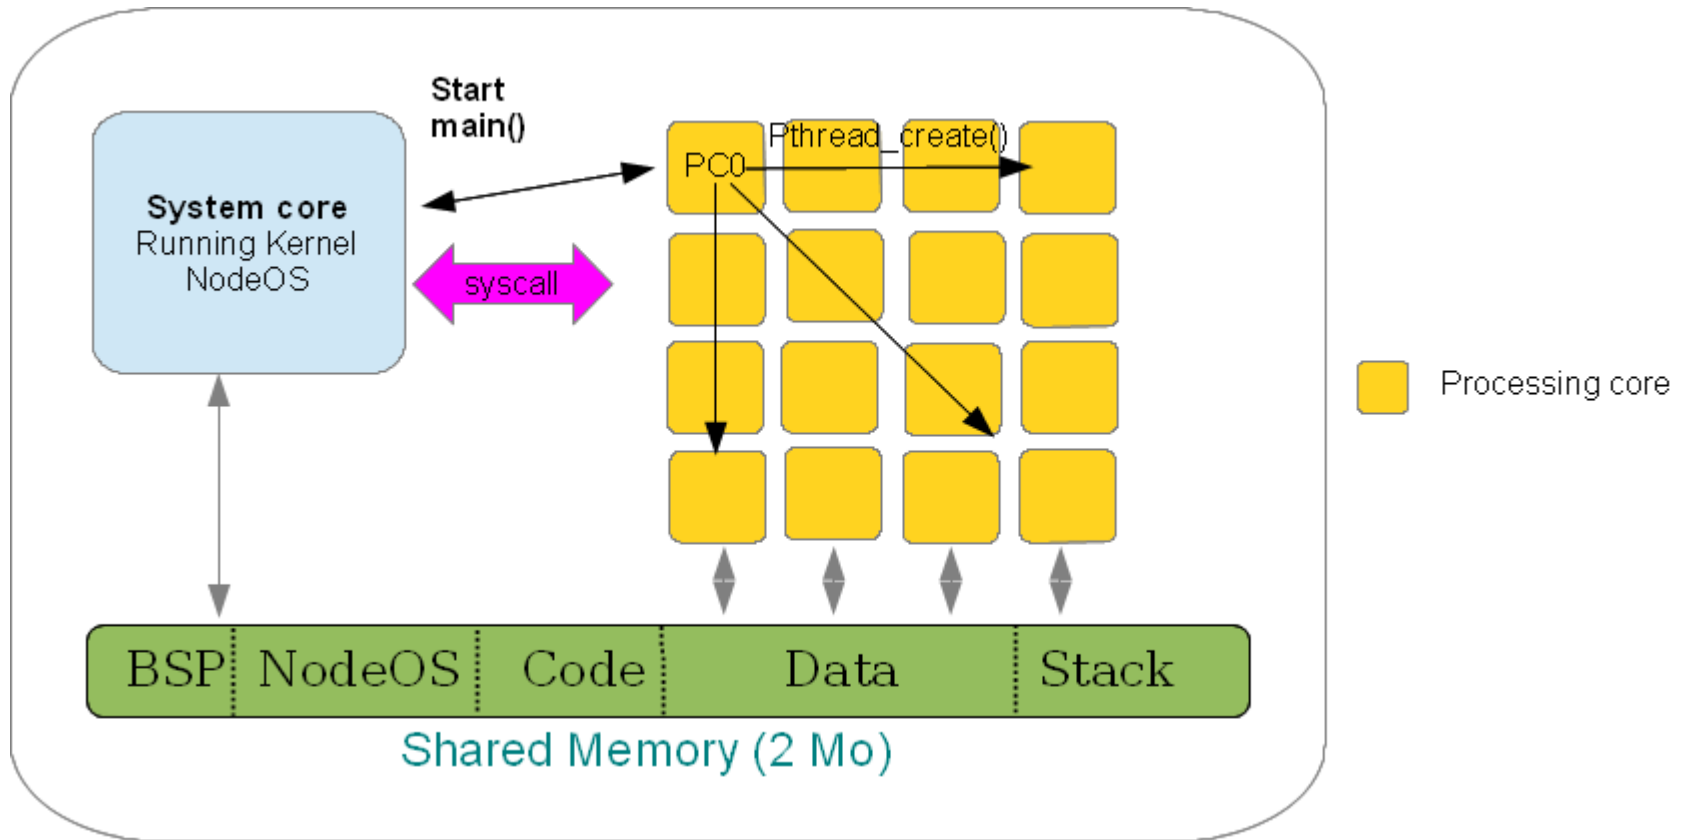 Start
main()
Pthread_create()
PC0
System core
Running Kernel
NodeOS
syscall
Processing core
BSP NodeOS Code Data Stack
Shared Memory (2 Mo)